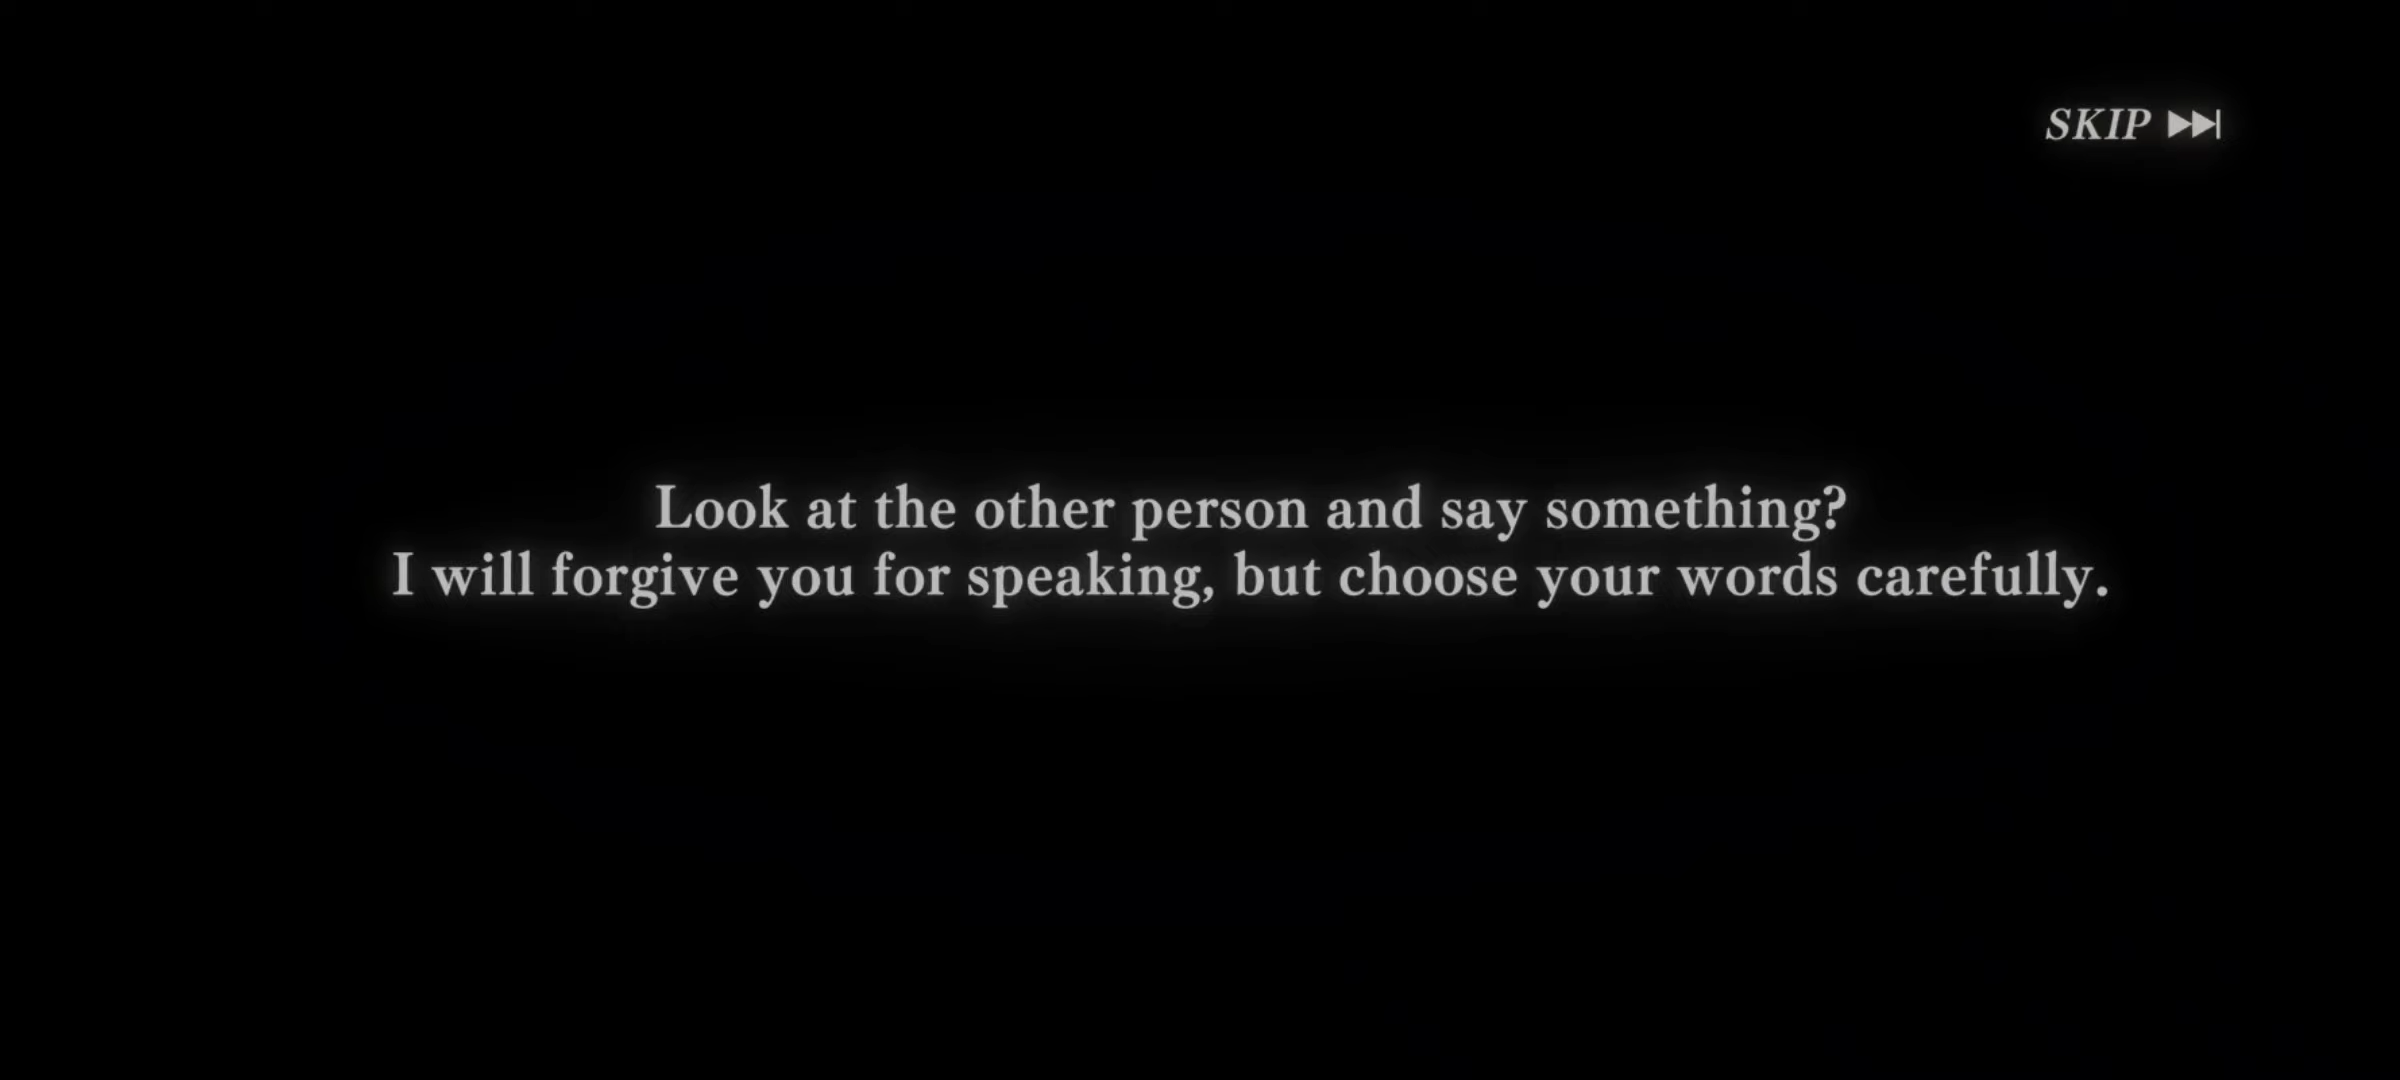 SKIP
Look at the other person and say something?
I will forgive you for speaking, but choose your words carefully.